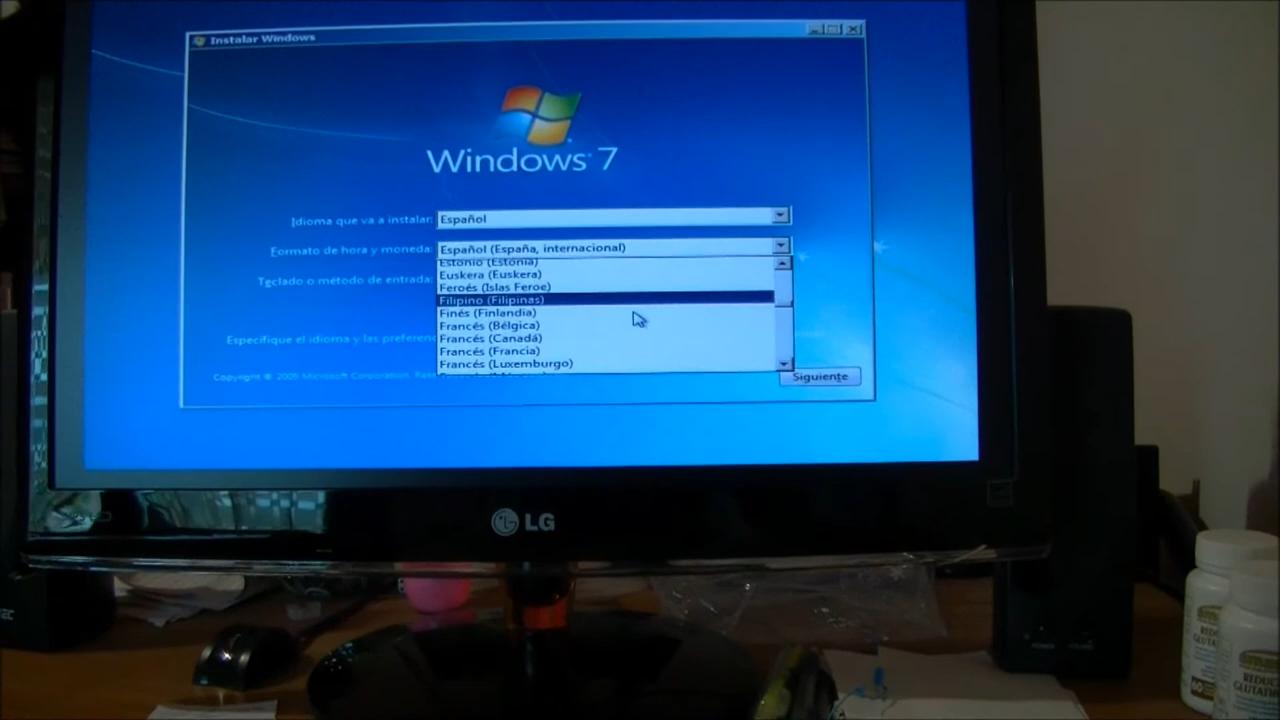 Instalar Windows
Windows 7
Idioma que va a instalar: Español
Formato de hora y moneda: Español (España, internacional)
Teclado o método de entrada:
Estonio (Estonia)
Euskera (Euskera)
Feroés (Islas Feroe)
Filipino (Filipinas)
Finés (Finlandia)
Francés (Bélgica)
Francés (Canadá)
Francés (Francia)
Francés (Luxemburgo)
Especifique el idioma y las preferenc
Copyright © 2009 Microsoft Corporation. Rese
Siguiente
LG